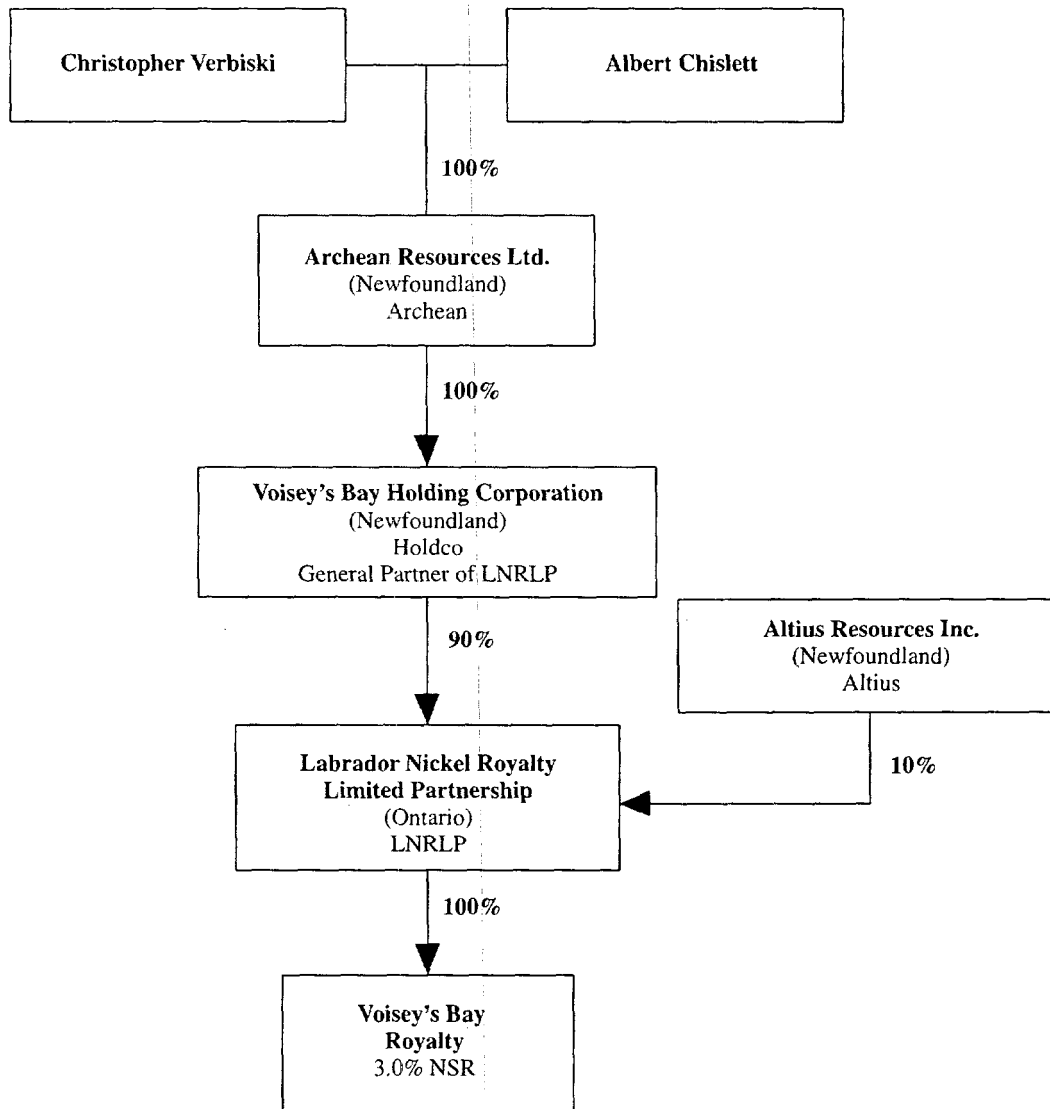 Christopher Verbiski
Albert Chislett
100%
Archean Resources Ltd.
(Newfoundland)
Archean
100%
Voisey's Bay Holding Corporation
(Newfoundland)
Holdco
General Partner of LNRLP
90%
Altius Resources Inc.
(Newfoundland)
Altius
10%
Labrador Nickel Royalty
Limited Partnership
(Ontario)
LNRLP
100%
Voisey's Bay
Royalty
3.0% NSR